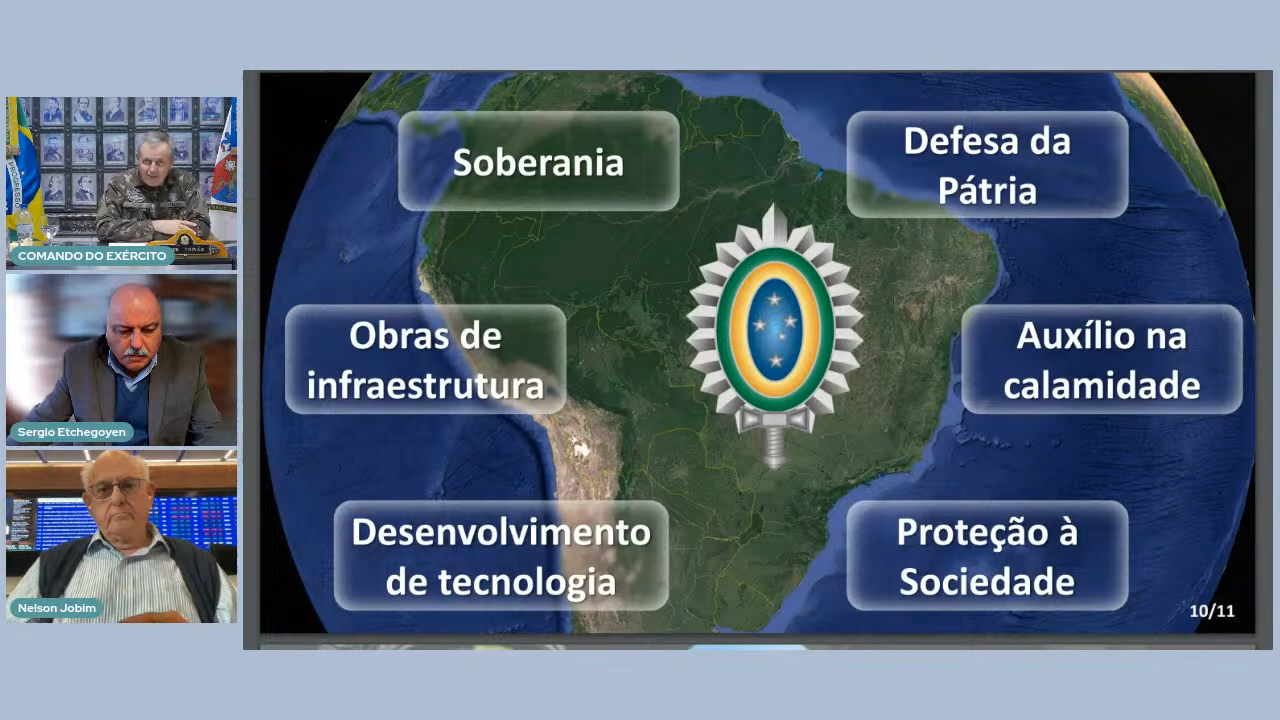 PROGRESSO
COMANDO DO EXÉRCITO
Sergio Etchegoyen
Nelson Jobim
Soberania
Defesa da
Pátria
Obras de
infraestrutura
Auxílio na
calamidade
Desenvolvimento
de tecnologia
Proteção à
Sociedade
10/11